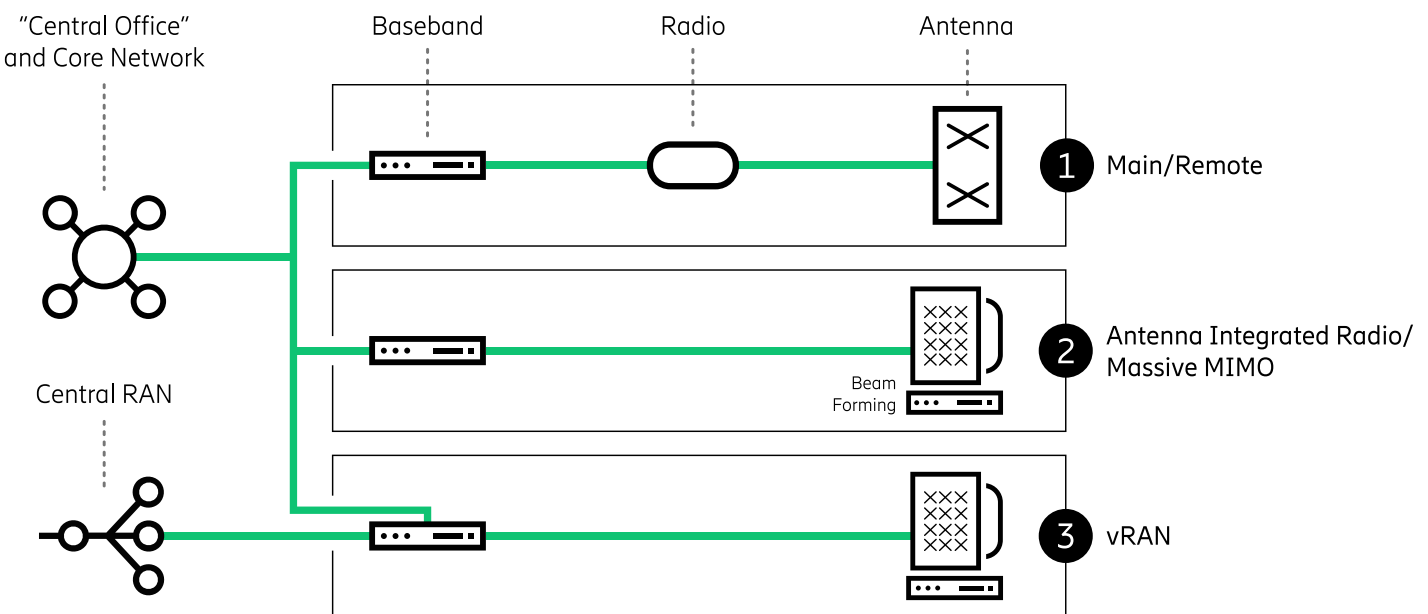 “Central Office“
and Core Network
Baseband
Radio
Antenna
1
Main/Remote
2
Antenna Integrated Radio/
Massive MIMO
Beam
Forming
Central RAN
3
vRAN